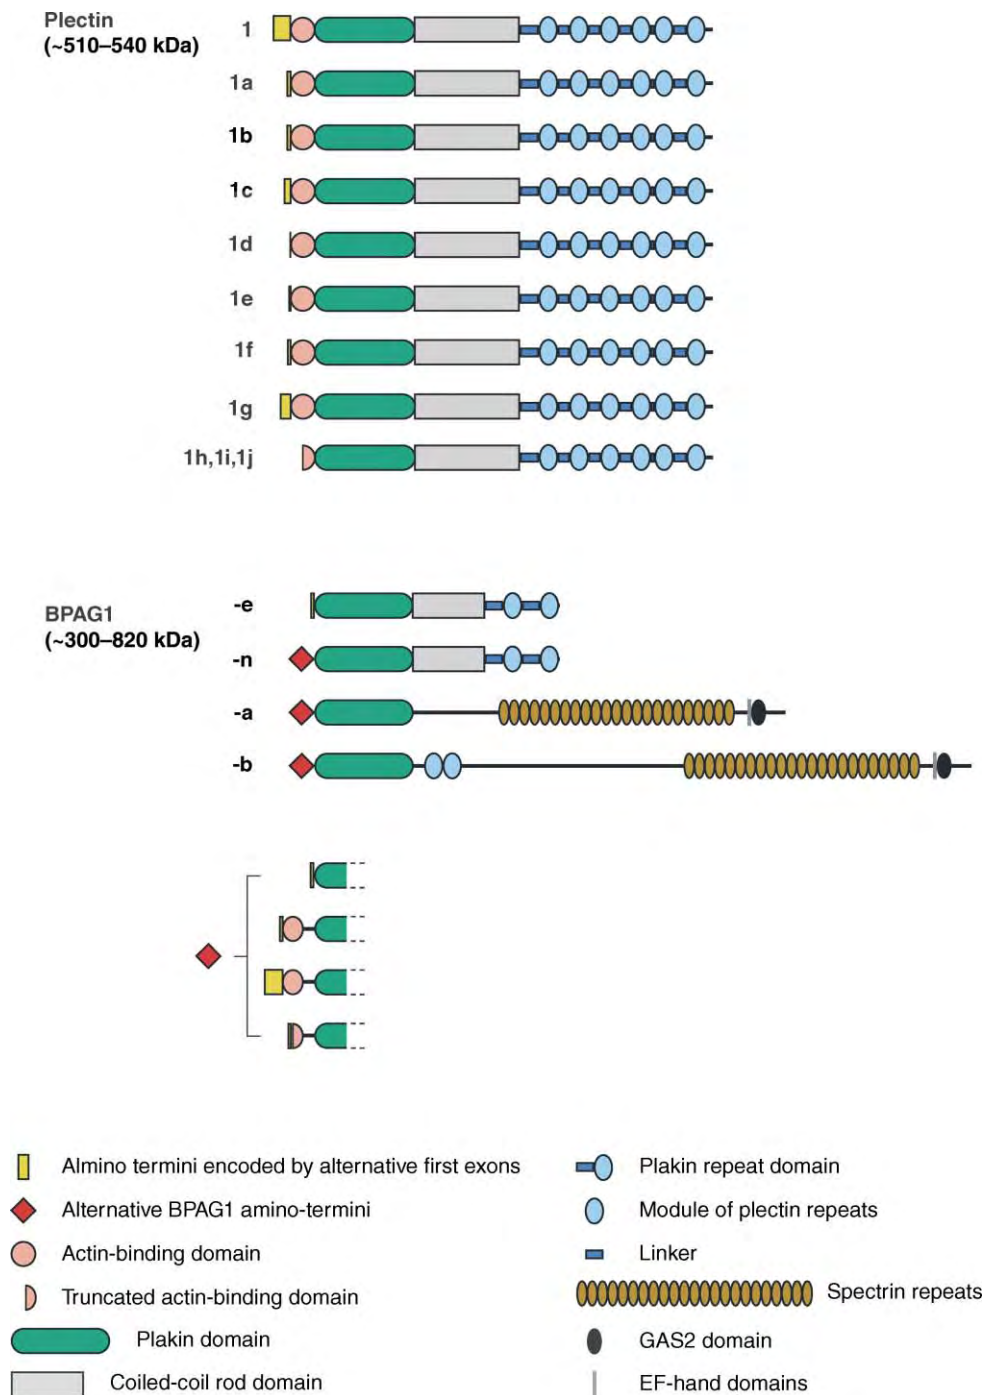 Plectin
(~510–540 kDa)
1
1a
1b
1c
1d
1e
1f
1g
1h,1i,1j
BPAG1
(~300–820 kDa)
-e
-n
-a
-b
Almino termini encoded by alternative first exons
Alternative BPAG1 amino-termini
Actin-binding domain
Truncated actin-binding domain
Plakin domain
Coiled-coil rod domain
Plakin repeat domain
Module of plectin repeats
Linker
Spectrin repeats
GAS2 domain
EF-hand domains